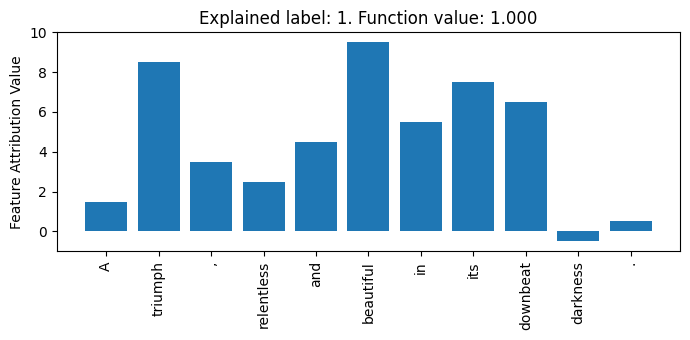 Explained label: 1. Function value: 1.000
Feature Attribution Value
10
8
6
4
2
0
A
triumph
,
relentless
and
beautiful
in
its
downbeat
darkness
.